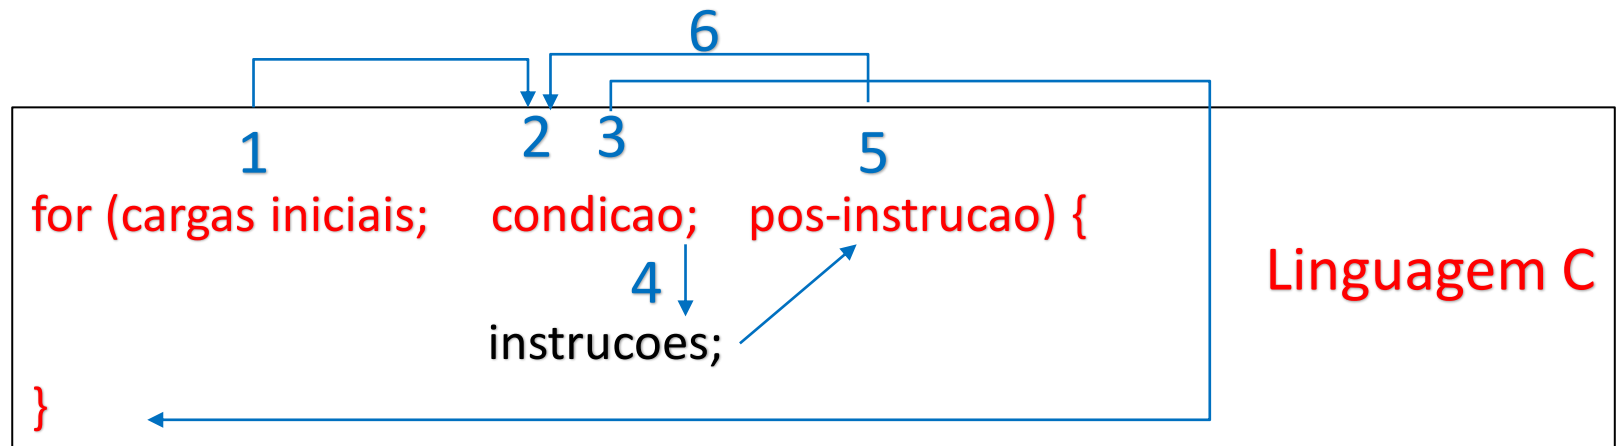 6
1 2 3 5
for (cargas iniciais; condicao; pos-instrucao) {
Linguagem C
4
instrucoes;
}